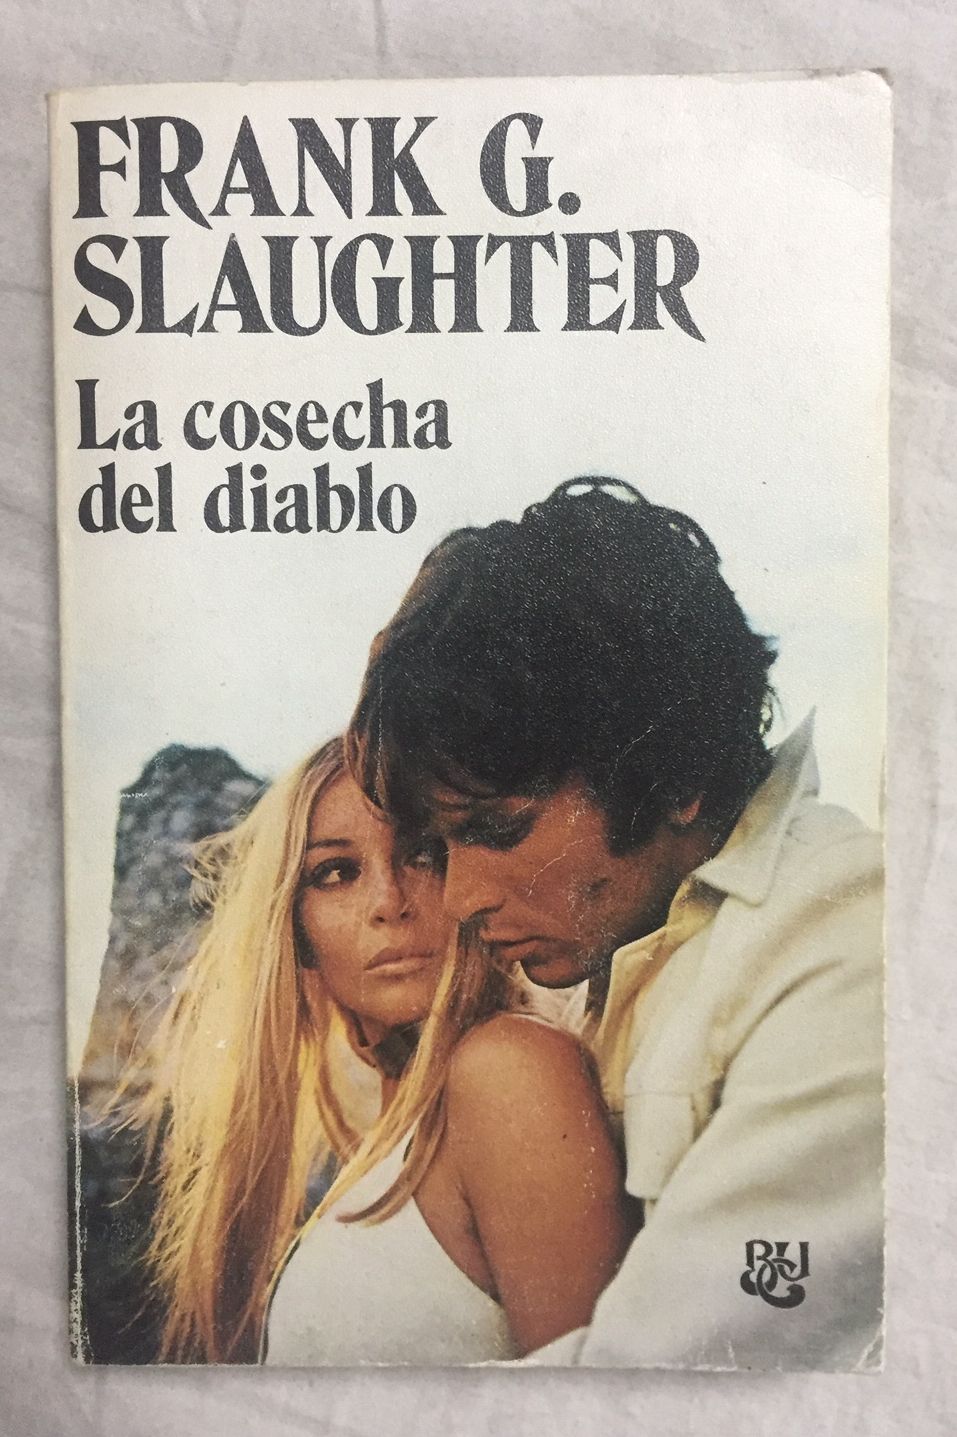 FRANK G.
SLAUGHTER
La cosecha
del diablo